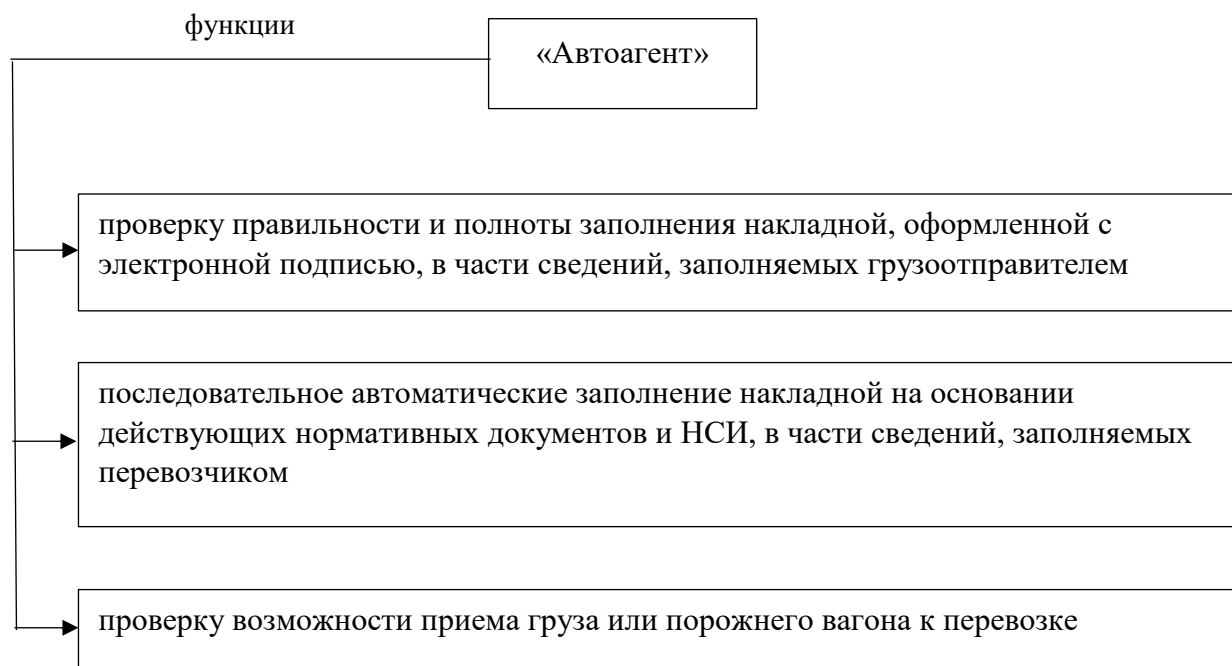 функции
«Автоагент»
проверку правильности и полноты заполнения накладной, оформленной с
электронной подписью, в части сведений, заполняемых грузоотправителем
последовательное автоматические заполнение накладной на основании
действующих нормативных документов и НСИ, в части сведений, заполняемых
перевозчиком
проверку возможности приема груза или порожнего вагона к перевозке